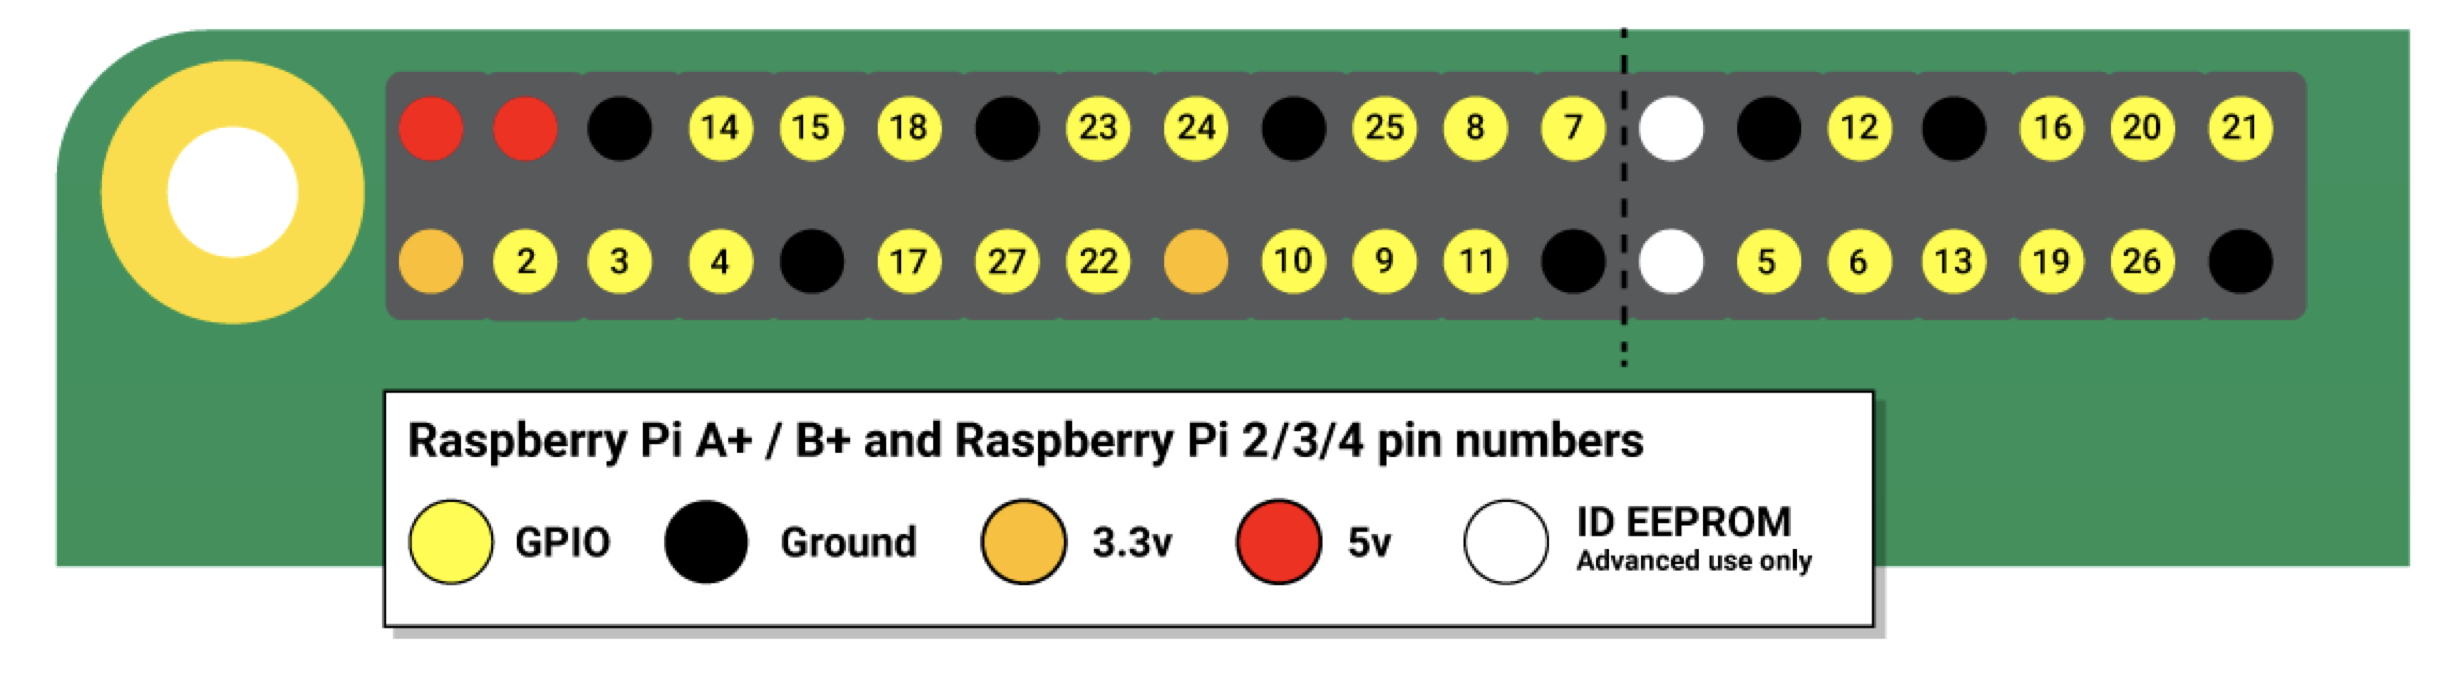 14 15 18 23 24 25 8 7 12 16 20 21
2 3 4 17 27 22 10 9 11 5 6 13 19 26
Raspberry Pi A+ / B+ and Raspberry Pi 2/3/4 pin numbers
GPIO Ground 3.3v 5v ID EEPROM
Advanced use only